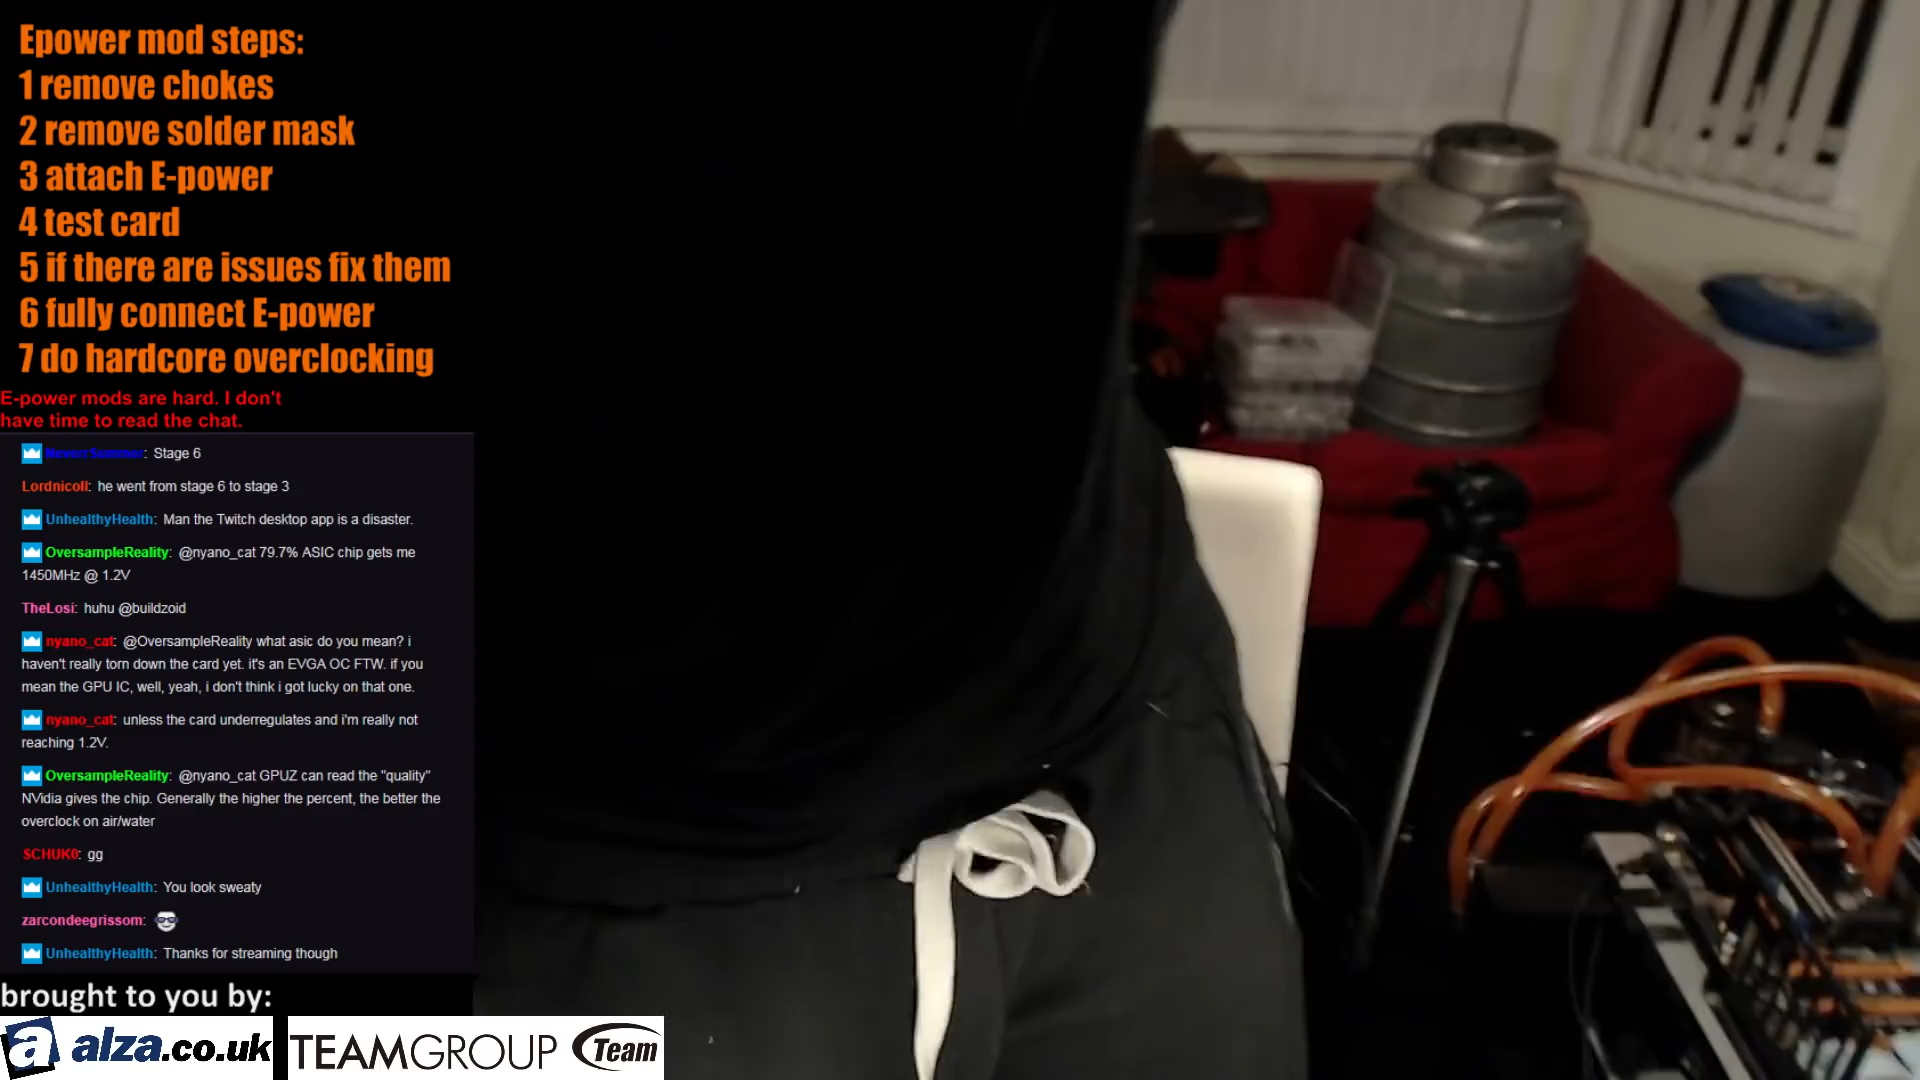 Epower mod steps:
1 remove chokes
2 remove solder mask
3 attach E-power
4 test card
5 if there are issues fix them
6 fully connect E-power
7 do hardcore overclocking
E-power mods are hard. I don't
have time to read the chat.
NeverrSummer: Stage 6
Lordnicoll: he went from stage 6 to stage 3
UnhealthyHealth: Man the Twitch desktop app is a disaster.
OversampleReality: @nyano_cat 79.7% ASIC chip gets me
1450MHz @ 1.2V
TheLosi: huhu @buildzoid
nyano_cat: @OversampleReality what asic do you mean? i
haven't really torn down the card yet. it's an EVGA OC FTW. if you
mean the GPU IC, well, yeah, i don't think i got lucky on that one.
nyano_cat: unless the card underregulates and i'm really not
reaching 1.2V.
OversampleReality: @nyano_cat GPUZ can read the "quality"
NVidia gives the chip. Generally the higher the percent, the better the
overclock on air/water
SCHUK0: gg
UnhealthyHealth: You look sweaty
zarcondeegrissom:
UnhealthyHealth: Thanks for streaming though
brought to you by:
a alza.co.uk TEAMGROUP Team